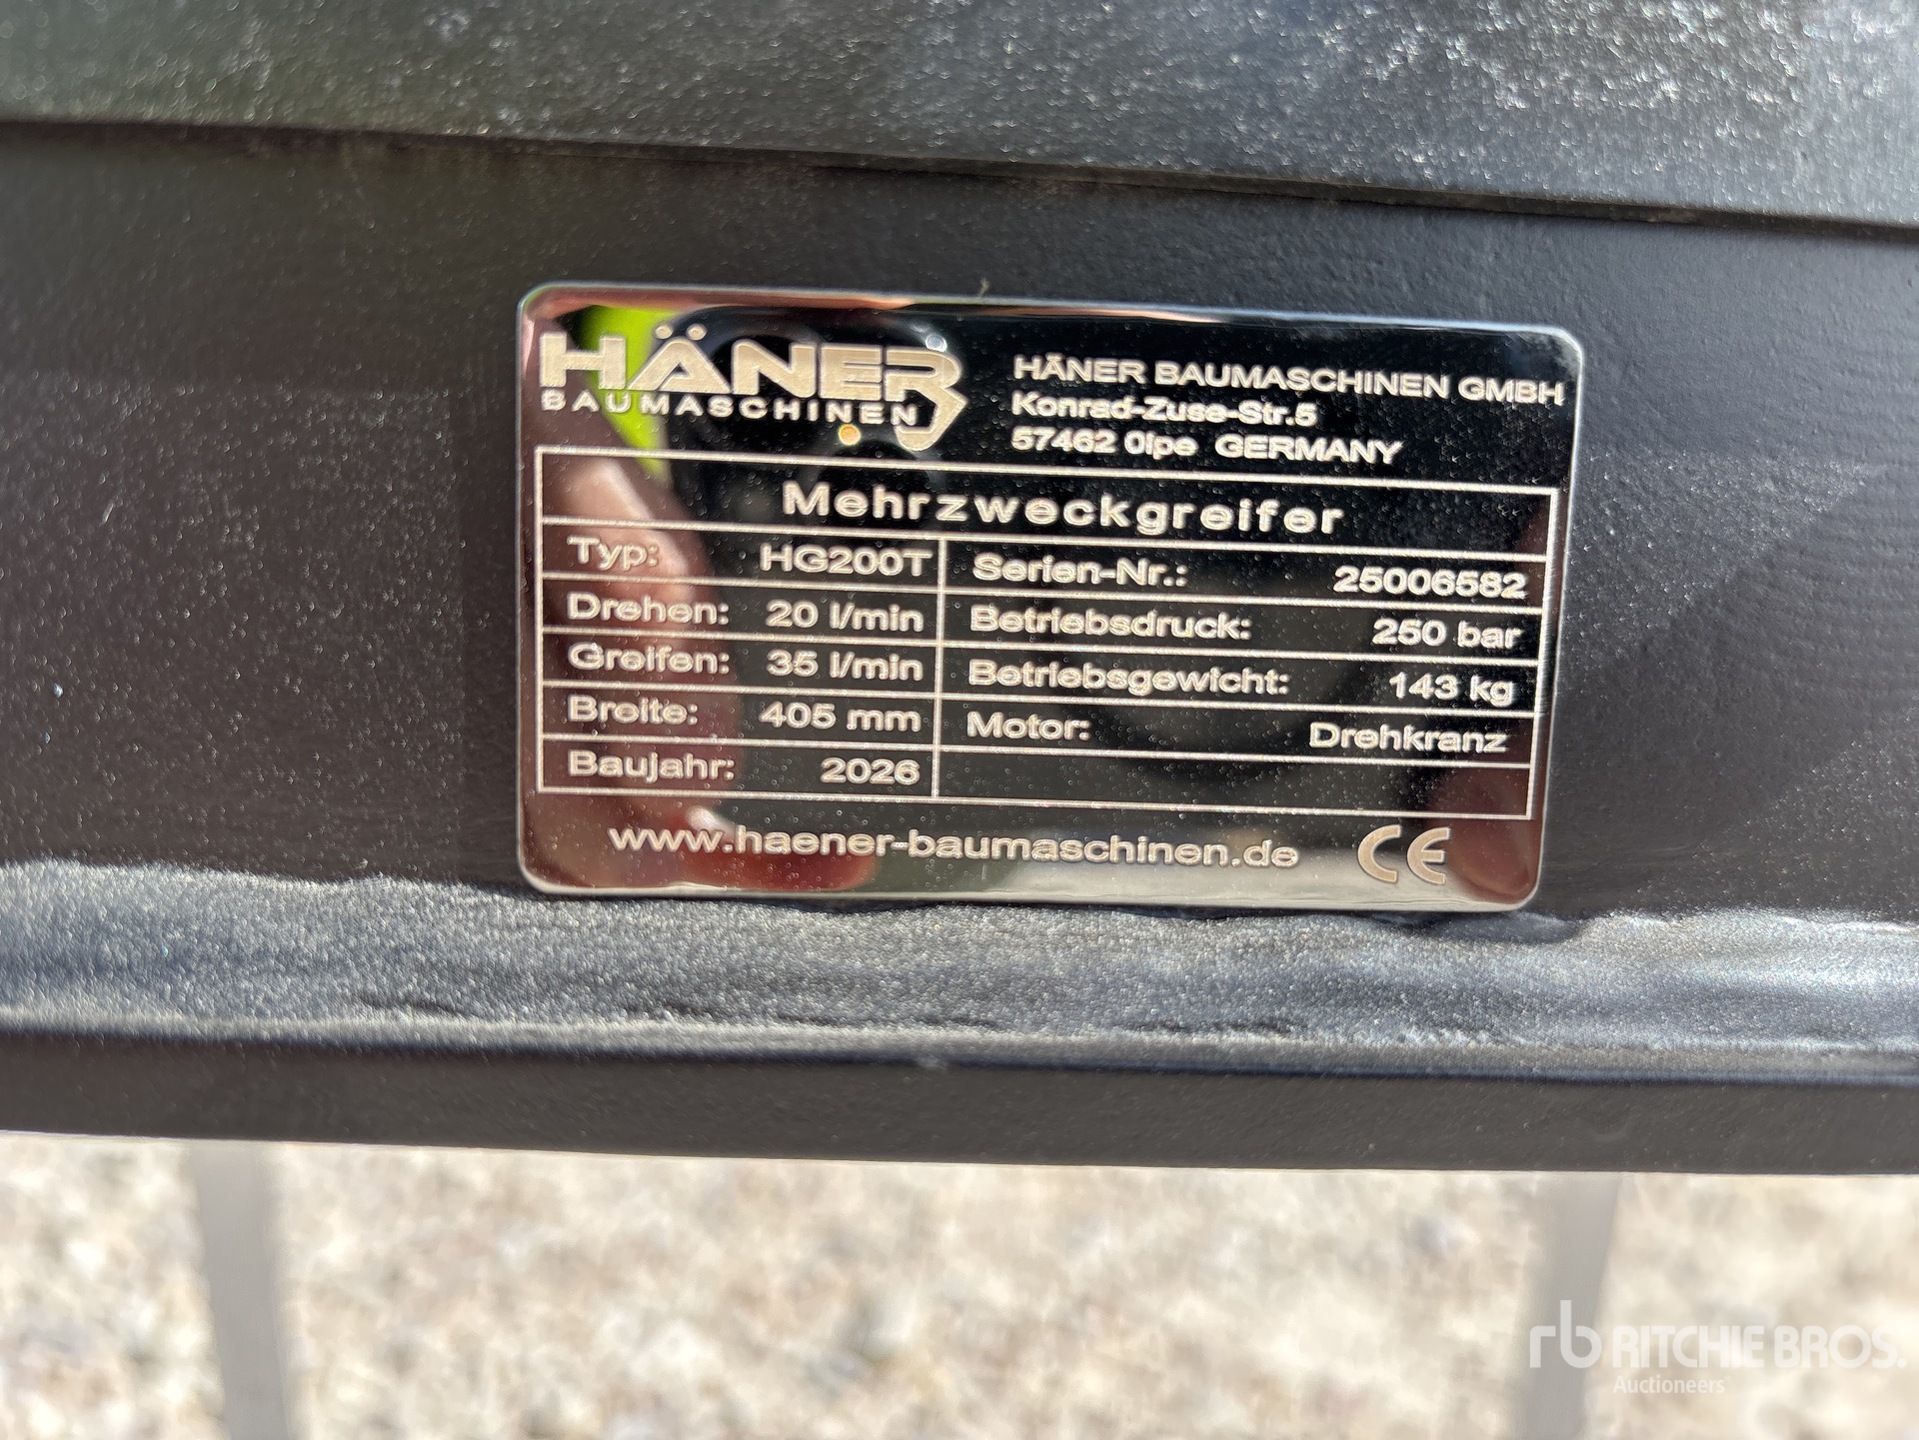 HÄNER
BAUMASCHINEN
HÄNER BAUMASCHINEN GMBH
Konrad-Zuse-Str.5
57462 Olpe GERMANY
Mehrzweckgreifer
Typ: HG200T Serien-Nr.: 25006582
Drehen: 20 l/min Betriebsdruck: 250 bar
Greifen: 35 l/min Betriebsgewicht: 143 kg
Breite: 405 mm Motor: Drehkranz
Baujahr: 2026
www.haener-baumaschinen.de CE
rb RITCHIE BROS.
Auctioneers